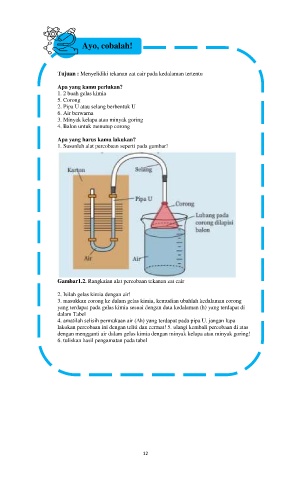 Ayo, cobalah!
Tujuan : Menyelidiki tekanan zat cair pada kedalaman tertentu
Apa yang kamu perlukan?
1. 2 buah gelas kimia
5. Corong
2. Pipa U atau selang berbentuk U
6. Air berwarna
3. Minyak kelapa atau minyak goreng
4. Balon untuk menutup corong
Apa yang harus kamu lakukan?
1. Susunlah alat percobaan seperti pada gambar!
Karton
Selang
Pipa U
Corong
Lubang pada
corong dilapisi
balon
Air
Air
Gambar1.2. Rangkaian alat percobaan tekanan zat cair
2. Isilah gelas kimia dengan air!
3. masukkan corong ke dalam gelas kimia, kemudian ubahlah kedalaman corong
yang terdapat pada gelas kimia sesuai dengan data kedalaman (h) yang terdapat di
dalam Tabel
4. amatilah selisih permukaan air (Δh) yang terdapat pada pipa U, jangan lupa
lakukan percobaan ini dengan teliti dan cermat! 5. ulangi kembali percobaan di atas
dengan mengganti air dalam gelas kimia dengan minyak kelapa atau minyak goreng!
6. tuliskan hasil pengamatan pada tabel
12